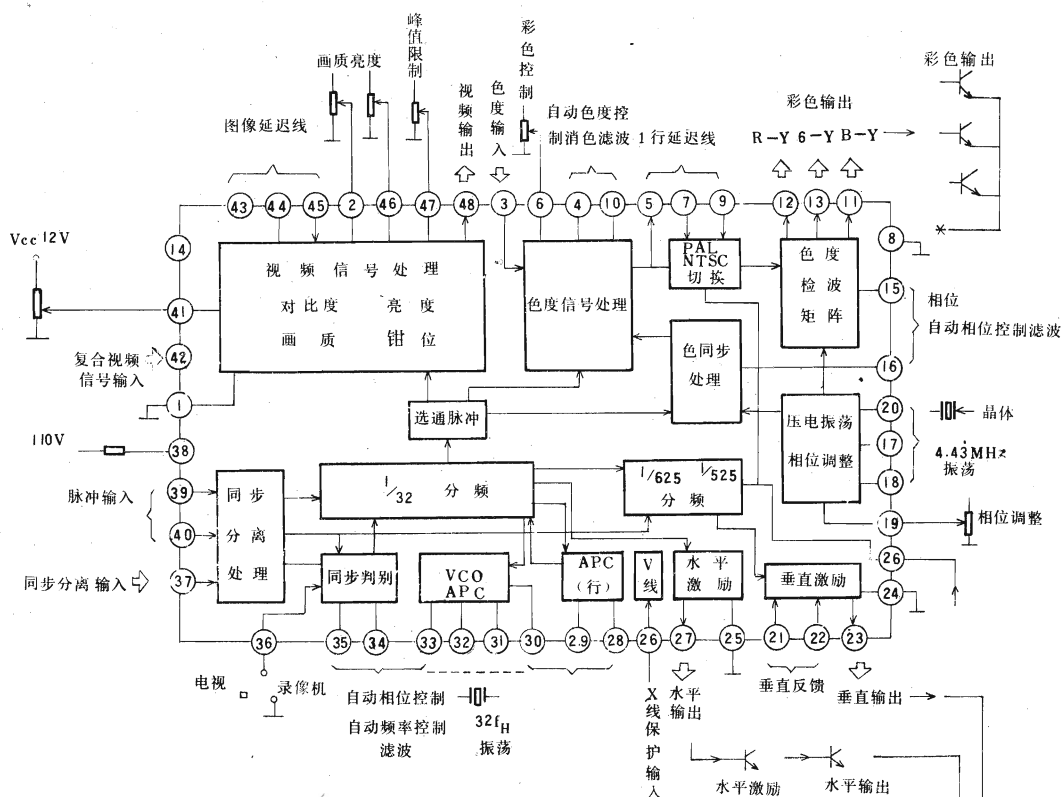 彩色输出
峰值限制
彩色控制
画质亮度
视频输出
色度输入
自动色度控
制消色滤波 1行延迟线
图像延迟线
彩色输出
R-Y 6-Y B-Y
43 44 45 2 46 47 48 3 6 4 10 5 7 9 12 13 11
14
8
Vcc 12V
视频信号处理
对比度 亮度
画质 钳位
色度信号处理
PAL
NTSC
切换
色度
检波
矩阵
15
相位
自动相位控制滤波
16
41
复合视频
信号输入
42
1
色同步
处理
选通脉冲
压电振荡
相位调整
20
晶体
17
4.43MHz
振荡
18
19
相位调整
110V
38
脉冲输入
39
40
同步
分离
处理
1/32 分频
1/625 1/525
分频
同步分离输入
37
同步判别
VCO
APC
APC
(行)
V
线
水平
激励
垂直激励
26
24
36 35 34 33 32 31 30 2.9 28 26 27 25 21 22 23
电视
录像机
自动相位控制
自动频率控制
滤波
32fH
振荡
X线保护输入
水平
输出
垂直反馈
垂直输出
水平激励
水平输出